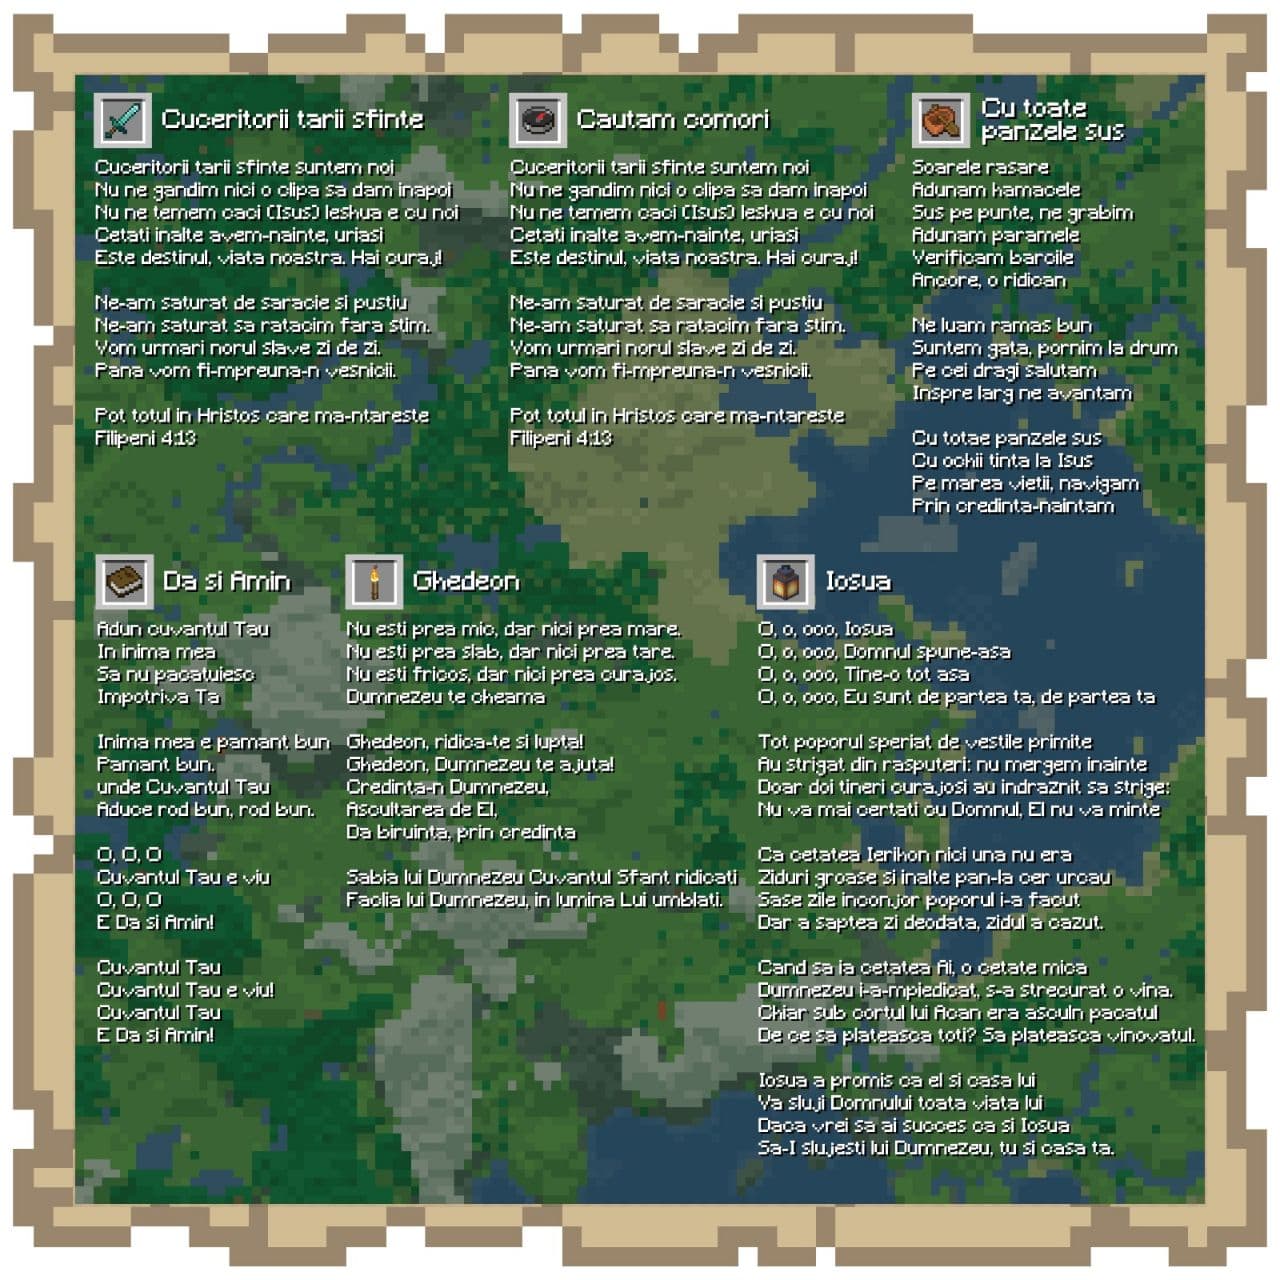 Cuceritorii tarii sfinte
Cuceritorii tarii sfinte suntem noi
Nu ne gandim nici o clipa sa dam inapoi
Nu ne temem caci (Isus) Ieshua e cu noi
Cetati inalte avem-nainte, uriasi
Este destinul, viata noastra. Hai curaj!
Ne-am saturat de saracie si pustiu
Ne-am saturat sa ratacim fara stim.
Vom urmari norul slave zi de zi.
Pana vom fi-mpreuna-n vesnicii.
Pot totul in Hristos care ma-ntareste
Filipeni 4:13
Cautam comori
Cuceritorii tarii sfinte suntem noi
Nu ne gandim nici o clipa sa dam inapoi
Nu ne temem caci (Isus) Ieshua e cu noi
Cetati inalte avem-nainte, uriasi
Este destinul, viata noastra. Hai curaj!
Ne-am saturat de saracie si pustiu
Ne-am saturat sa ratacim fara stim.
Vom urmari norul slave zi de zi.
Pana vom fi-mpreuna-n vesnicii.
Pot totul in Hristos care ma-ntareste
Filipeni 4:13
Cu toate
panzele sus
Soarele rasare
Adunam hamacele
Sus pe punte, ne grabim
Adunam paramele
Verificam barcile
Ancore, o ridican
Ne luam ramas bun
Suntem gata, pornim la drum
Pe cei dragi salutam
Inspre larg ne avantam
Cu totae panzele sus
Cu ochii tinta la Isus
Pe marea vietii, navigam
Prin credinta-naintam
Da si Amin
Adun cuvantul Tau
In inima mea
Sa nu pacatuiesc
Impotriva Ta
Inima mea e pamant bun
Pamant bun.
unde Cuvantul Tau
Aduce rod bun, rod bun.
O, O, O
Cuvantul Tau e viu
O, O, O
E Da si Amin!
Cuvantul Tau
Cuvantul Tau e viu!
Cuvantul Tau
E Da si Amin!
Ghedeon
Nu esti prea mic, dar nici prea mare.
Nu esti prea slab, dar nici prea tare.
Nu esti fricos, dar nici prea curajos.
Dumnezeu te cheama
Ghedeon, ridica-te si lupta!
Ghedeon, Dumnezeu te ajuta!
Credinta-n Dumnezeu,
Ascultarea de El,
Da biruinta, prin credinta
Sabia lui Dumnezeu Cuvantul Sfant ridicati
Faclia lui Dumnezeu, in lumina Lui umblati.
Iosua
O, o, ooo, Iosua
O, o, ooo, Domnul spune-asa
O, o, ooo, Tine-o tot asa
O, o, ooo, Eu sunt de partea ta, de partea ta
Tot poporul speriat de vestile primite
Au strigat din rasputeri: nu mergem inainte
Doar doi tineri curajosi au indraznit sa strige:
Nu va mai certati cu Domnul, El nu va minte
Ca cetatea Ierihon nici una nu era
Ziduri groase si inalte pan-la cer urcau
Sase zile inconjor poporul i-a facut
Dar a saptea zi deodata, zidul a cazut.
Cand sa ia cetatea Ai, o cetate mica
Dumnezeu i-a-mpiedicat, s-a strecurat o vina.
Chiar sub cortul lui Acan era asculn pacatul
De ce sa plateasca toti? Sa plateasca vinovatul.
Iosua a promis ca el si casa lui
Va sluji Domnului toata viata lui
Daca vrei sa ai succes ca si Iosua
Sa-I slujesti lui Dumnezeu, tu si casa ta.